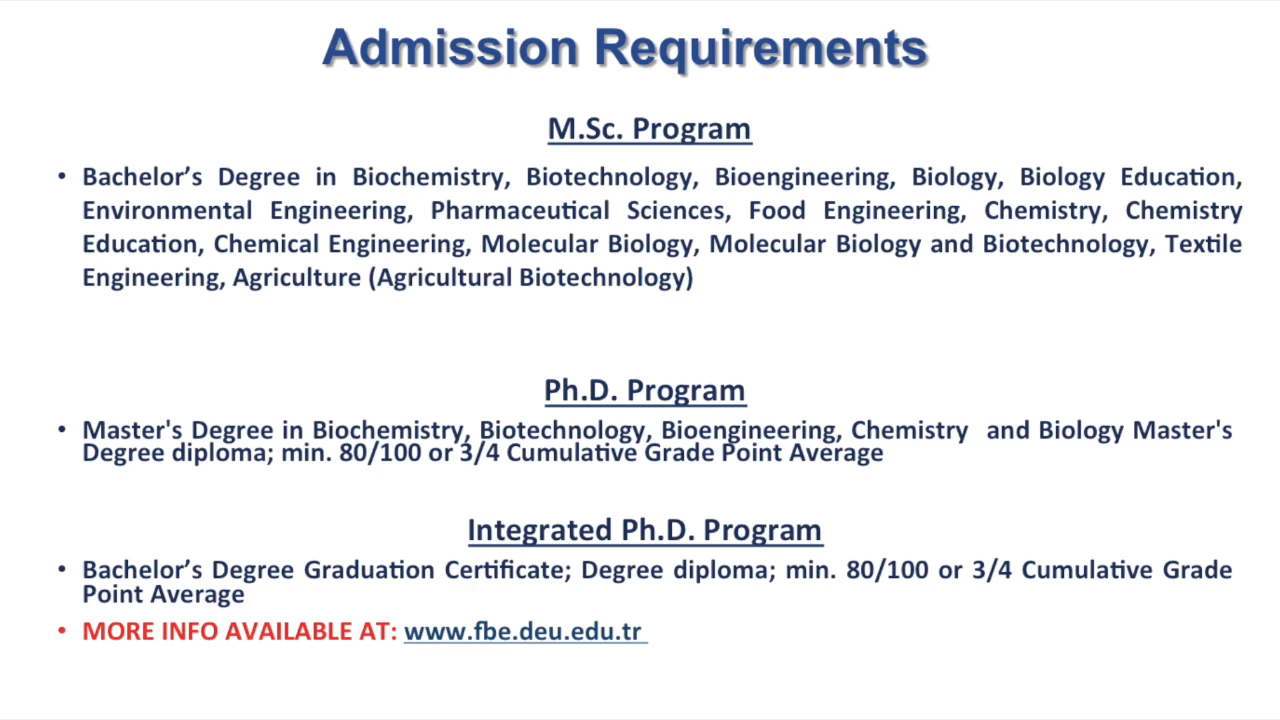 Admission Requirements
M.Sc. Program
• Bachelor’s Degree in Biochemistry, Biotechnology, Bioengineering, Biology, Biology Education,
Environmental Engineering, Pharmaceutical Sciences, Food Engineering, Chemistry, Chemistry
Education, Chemical Engineering, Molecular Biology, Molecular Biology and Biotechnology, Textile
Engineering, Agriculture (Agricultural Biotechnology)
Ph.D. Program
• Master's Degree in Biochemistry, Biotechnology, Bioengineering, Chemistry and Biology Master's
Degree diploma; min. 80/100 or 3/4 Cumulative Grade Point Average
Integrated Ph.D. Program
• Bachelor’s Degree Graduation Certificate; Degree diploma; min. 80/100 or 3/4 Cumulative Grade
Point Average
• MORE INFO AVAILABLE AT: www.fbe.deu.edu.tr